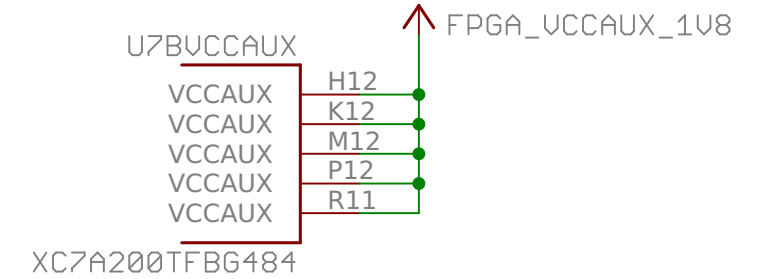 FPGA_VCCAUX_1V8
U7BVCCAUX
VCCAUX H12
VCCAUX K12
VCCAUX M12
VCCAUX P12
VCCAUX R11
XC7A200TFBG484